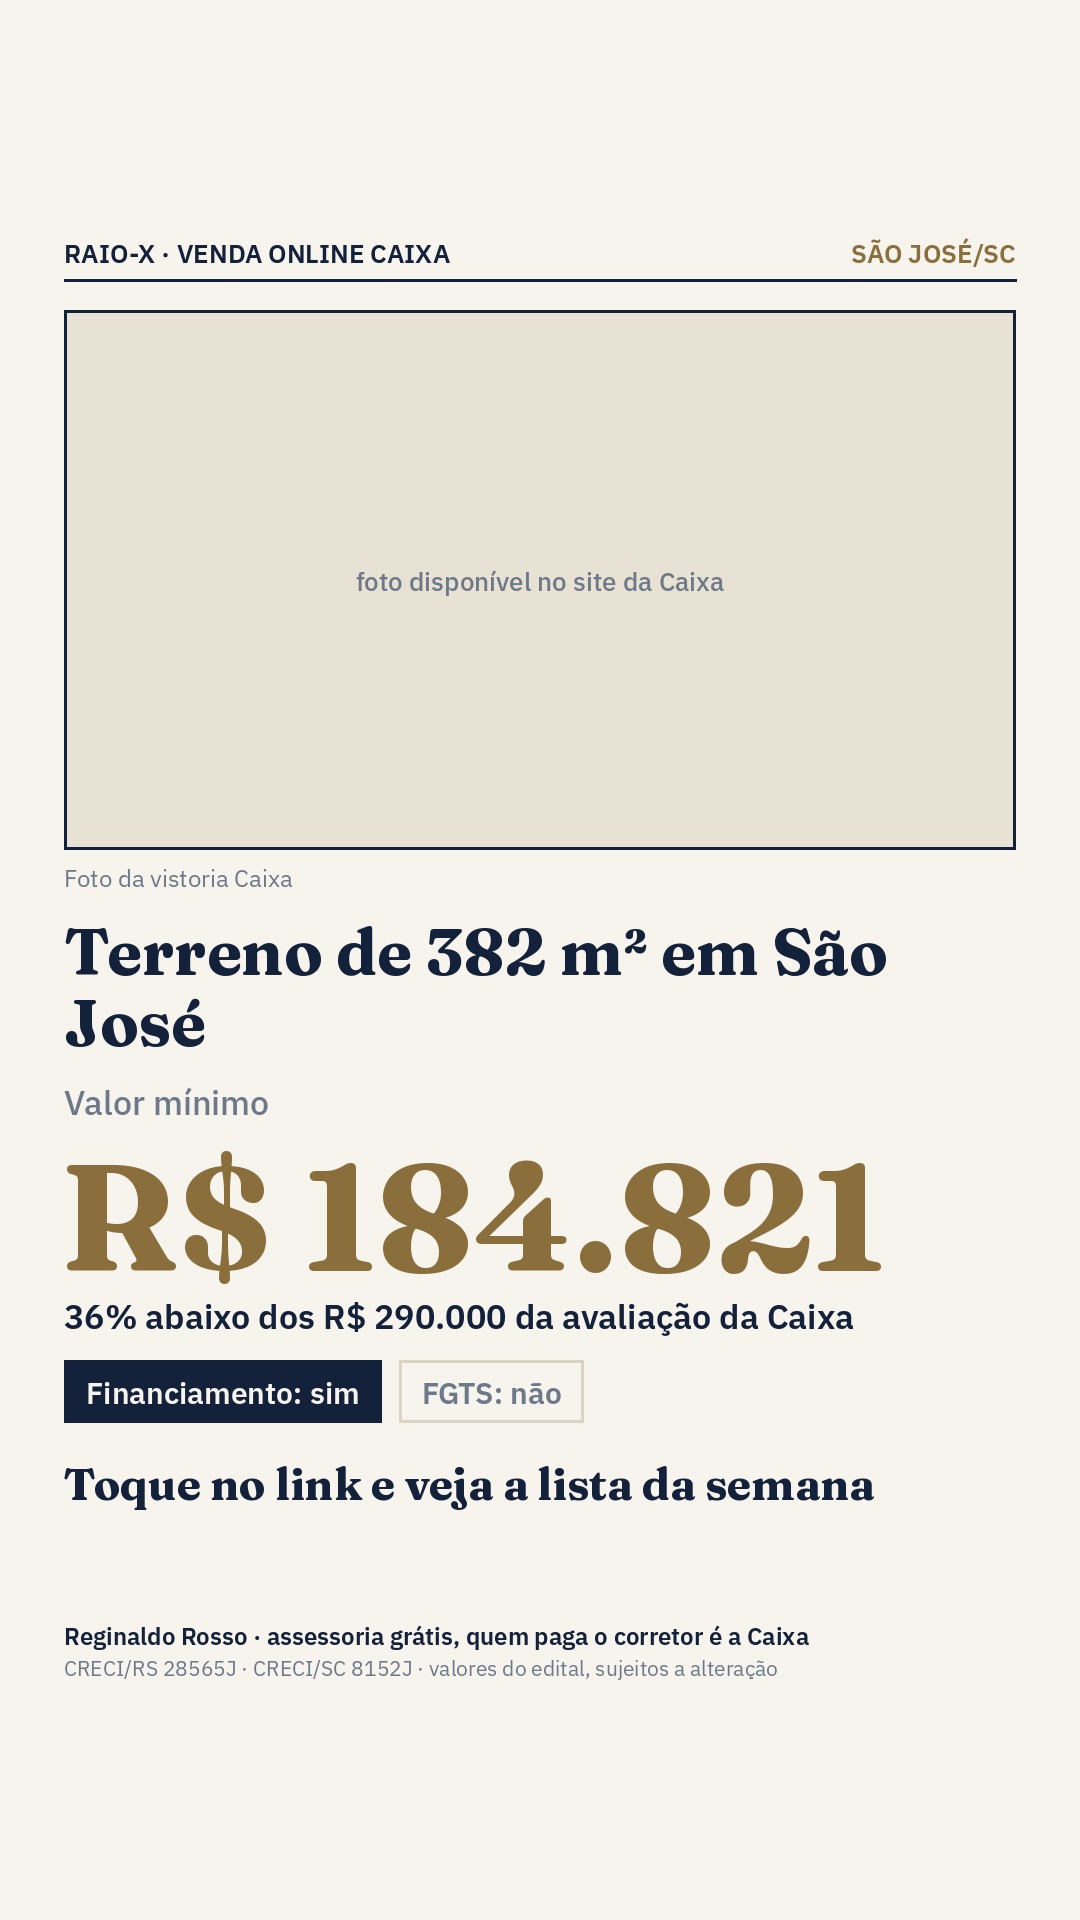 RAIO-X · VENDA ONLINE CAIXA
SÃO JOSÉ/SC
foto disponível no site da Caixa
Foto da vistoria Caixa
Terreno de 382 m² em São
José
Valor mínimo
R$ 184.821
36% abaixo dos R$ 290.000 da avaliação da Caixa
Financiamento: sim
FGTS: não
Toque no link e veja a lista da semana
Reginaldo Rosso · assessoria grátis, quem paga o corretor é a Caixa
CRECI/RS 28565J · CRECI/SC 8152J · valores do edital, sujeitos a alteração